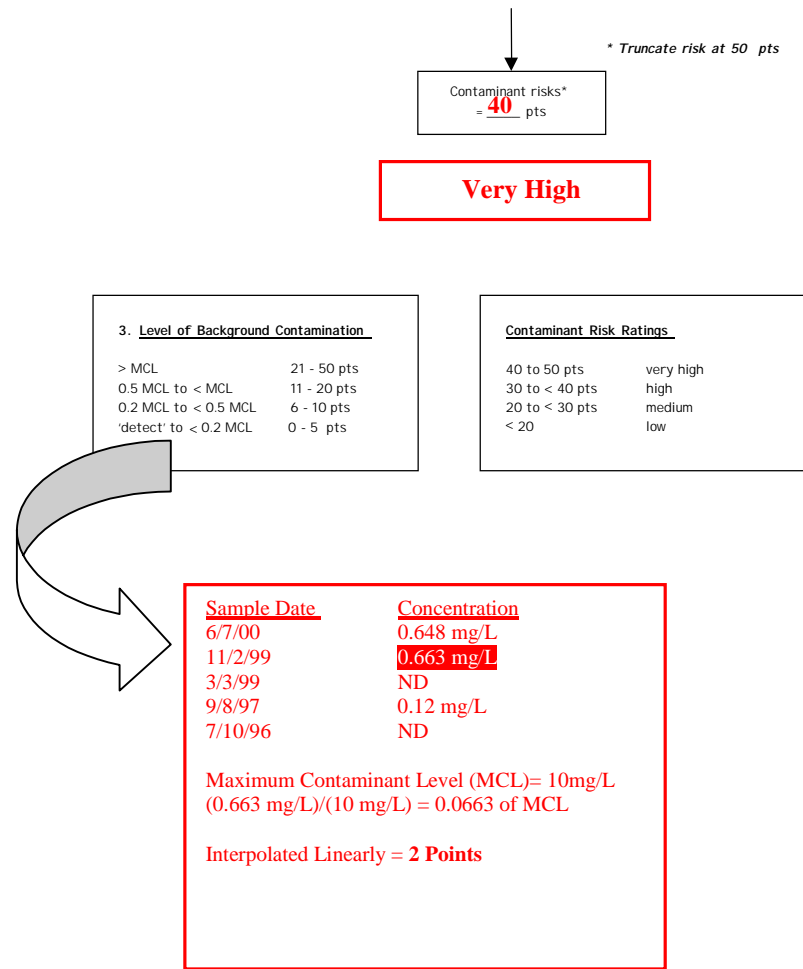 * Truncate risk at 50 pts
Contaminant risks*
= 40 pts
Very High
3. Level of Background Contamination
> MCL 21 - 50 pts
0.5 MCL to < MCL 11 - 20 pts
0.2 MCL to < 0.5 MCL 6 - 10 pts
'detect' to < 0.2 MCL 0 - 5 pts
Contaminant Risk Ratings
40 to 50 pts very high
30 to < 40 pts high
20 to < 30 pts medium
< 20 low
Sample Date Concentration
6/7/00 0.648 mg/L
11/2/99 0.663 mg/L
3/3/99 ND
9/8/97 0.12 mg/L
7/10/96 ND
Maximum Contaminant Level (MCL)= 10mg/L
(0.663 mg/L)/(10 mg/L) = 0.0663 of MCL
Interpolated Linearly = 2 Points